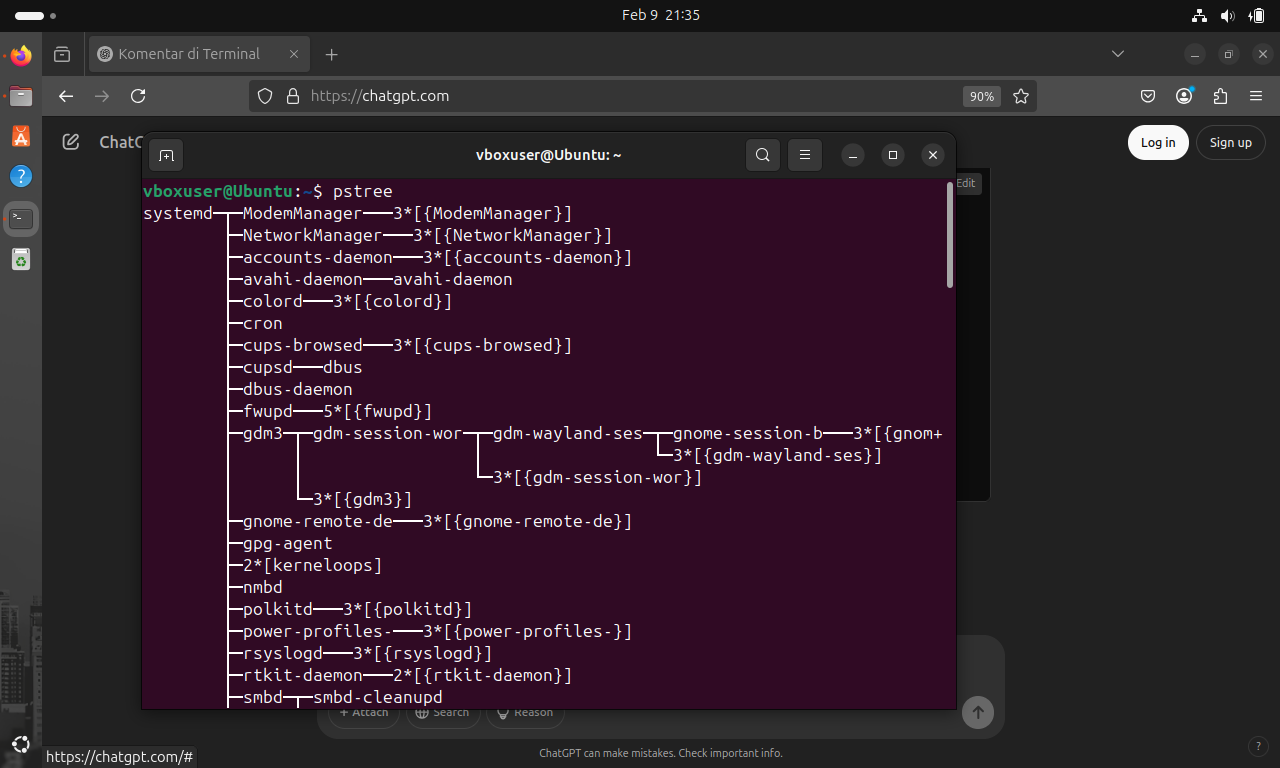 Feb 9 21:35
Komentar di Terminal
https://chatgpt.com
90%
ChatG
Log in
Sign up
vboxuser@Ubuntu: ~
Edit
vboxuser@Ubuntu:~$ pstree
systemd─┬─ModemManager───3*[{ModemManager}]
├─NetworkManager───3*[{NetworkManager}]
├─accounts-daemon───3*[{accounts-daemon}]
├─avahi-daemon───avahi-daemon
├─colord───3*[{colord}]
├─cron
├─cups-browsed───3*[{cups-browsed}]
├─cupsd───dbus
├─dbus-daemon
├─fwupd───5*[{fwupd}]
├─gdm3─┬─gdm-session-wor─┬─gdm-wayland-ses─┬─gnome-session-b───3*[{gnom+
│ │ │ └─3*[{gdm-wayland-ses}]
│ │ └─3*[{gdm-session-wor}]
│ └─3*[{gdm3}]
├─gnome-remote-de───3*[{gnome-remote-de}]
├─gpg-agent
├─2*[kerneloops]
├─nmbd
├─polkitd───3*[{polkitd}]
├─power-profiles-───3*[{power-profiles-}]
├─rsyslogd───3*[{rsyslogd}]
├─rtkit-daemon───2*[{rtkit-daemon}]
├─smbd─┬─smbd-cleanupd
+ Attach
Search
Reason
ChatGPT can make mistakes. Check important info.
?
https://chatgpt.com/#